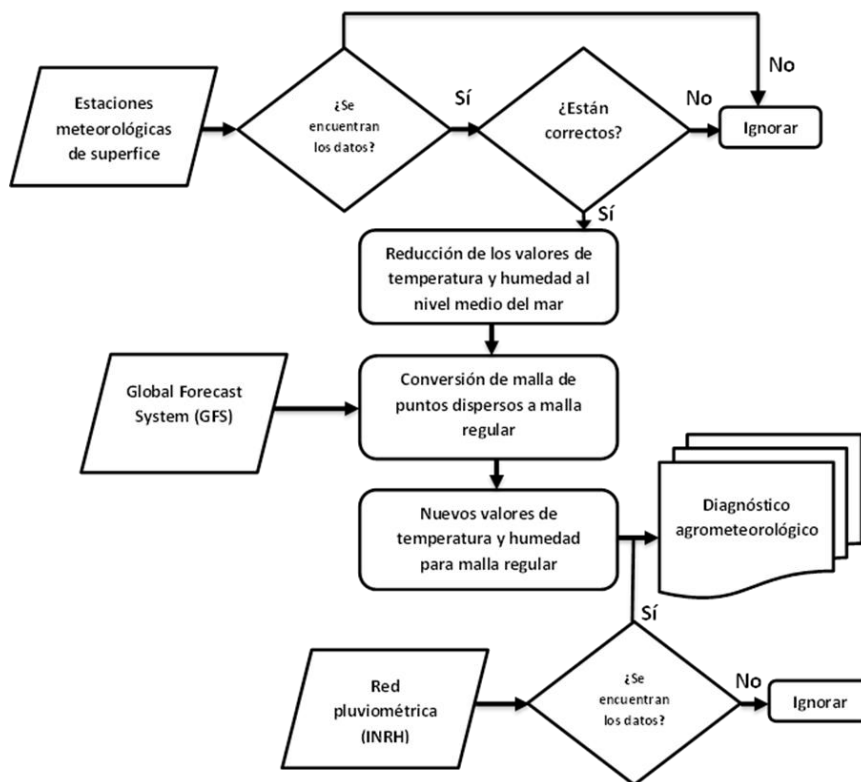 No
Estaciones
meteorológicas
de superfice
¿Se
encuentran
los datos?
Sí
¿Están
correctos?
No
Ignorar
Sí
Reducción de los valores de
temperatura y humedad al
nivel medio del mar
Global Forecast
System (GFS)
Conversión de malla de
puntos dispersos a malla
regular
Nuevos valores de
temperatura y humedad
para malla regular
Diagnóstico
agrometeorológico
Sí
Red
pluviométrica
(INRH)
¿Se
encuentran
los datos?
No
Ignorar